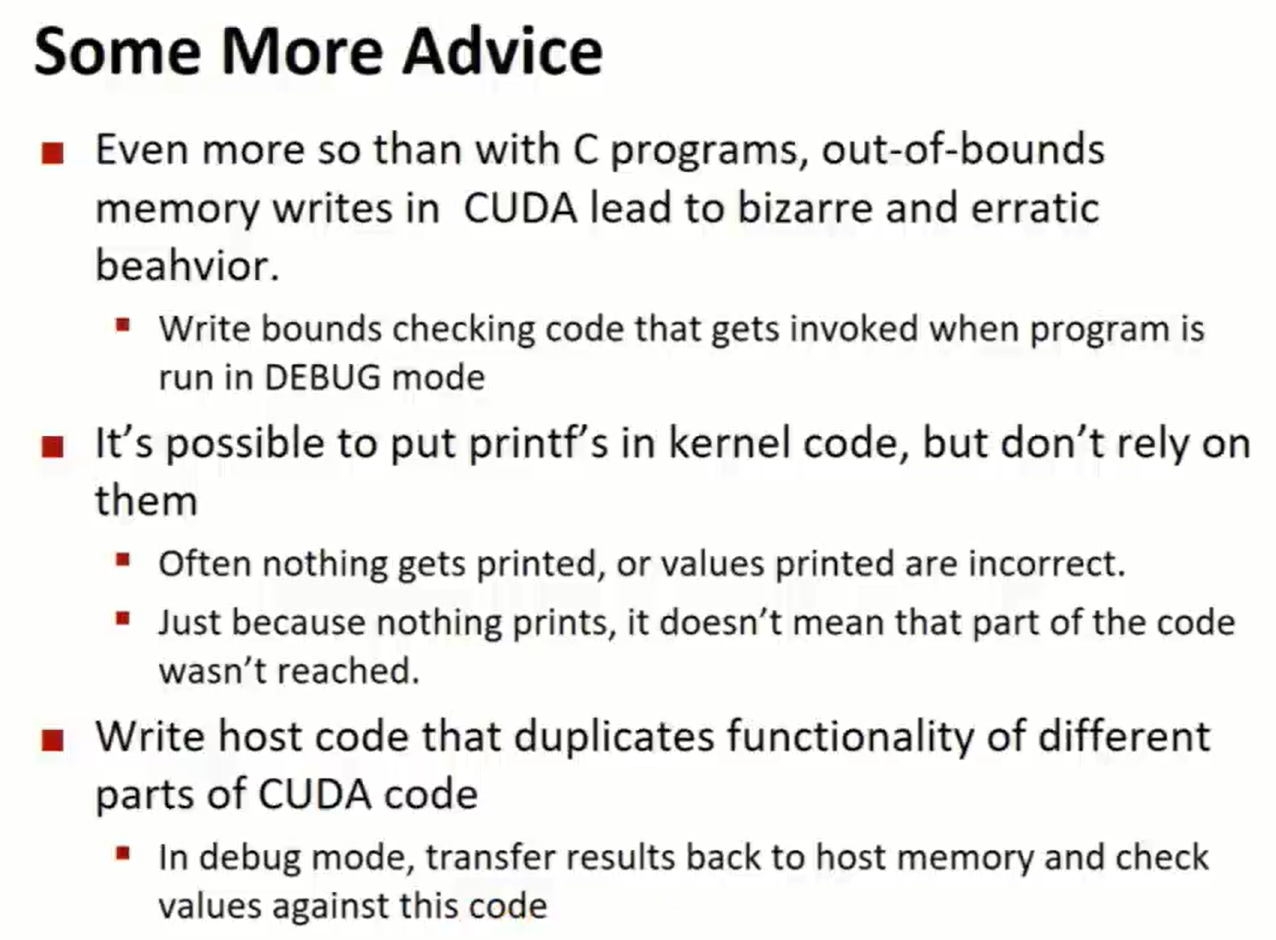 Some More Advice
Even more so than with C programs, out-of-bounds
memory writes in  CUDA lead to bizarre and erratic
beahvior.
Write bounds checking code that gets invoked when program is
run in DEBUG mode
It’s possible to put printf’s in kernel code, but don’t rely on
them
Often nothing gets printed, or values printed are incorrect.
Just because nothing prints, it doesn’t mean that part of the code
wasn’t reached.
Write host code that duplicates functionality of different
parts of CUDA code
In debug mode, transfer results back to host memory and check
values against this code